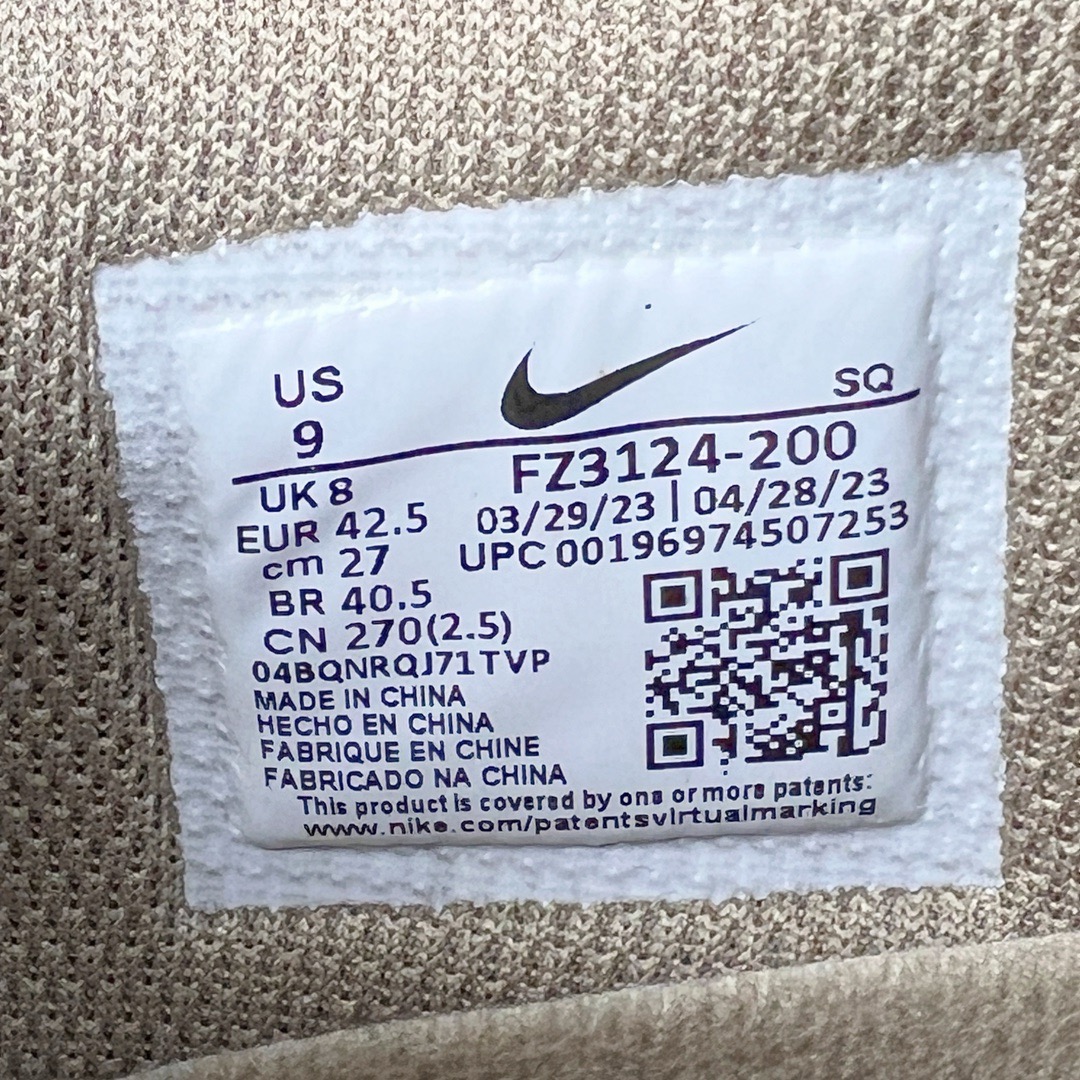 US
9
SQ
UK 8
EUR 42.5
cm 27
BR 40.5
CN 270(2.5)
04BQNRQJ71TVP
FZ3124-200
03/29/23 | 04/28/23
UPC 00196974507253
MADE IN CHINA
HECHO EN CHINA
FABRIQUE EN CHINE
FABRICADO NA CHINA
This product is covered by one or more patents:
www.nike.com/patentsvirtualmarking